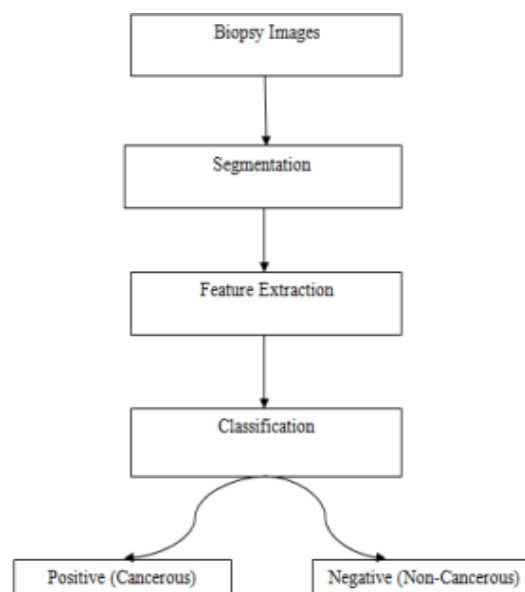 Biopsy Images
Segmentation
Feature Extraction
Classification
Positive (Cancerous)
Negative (Non-Cancerous)